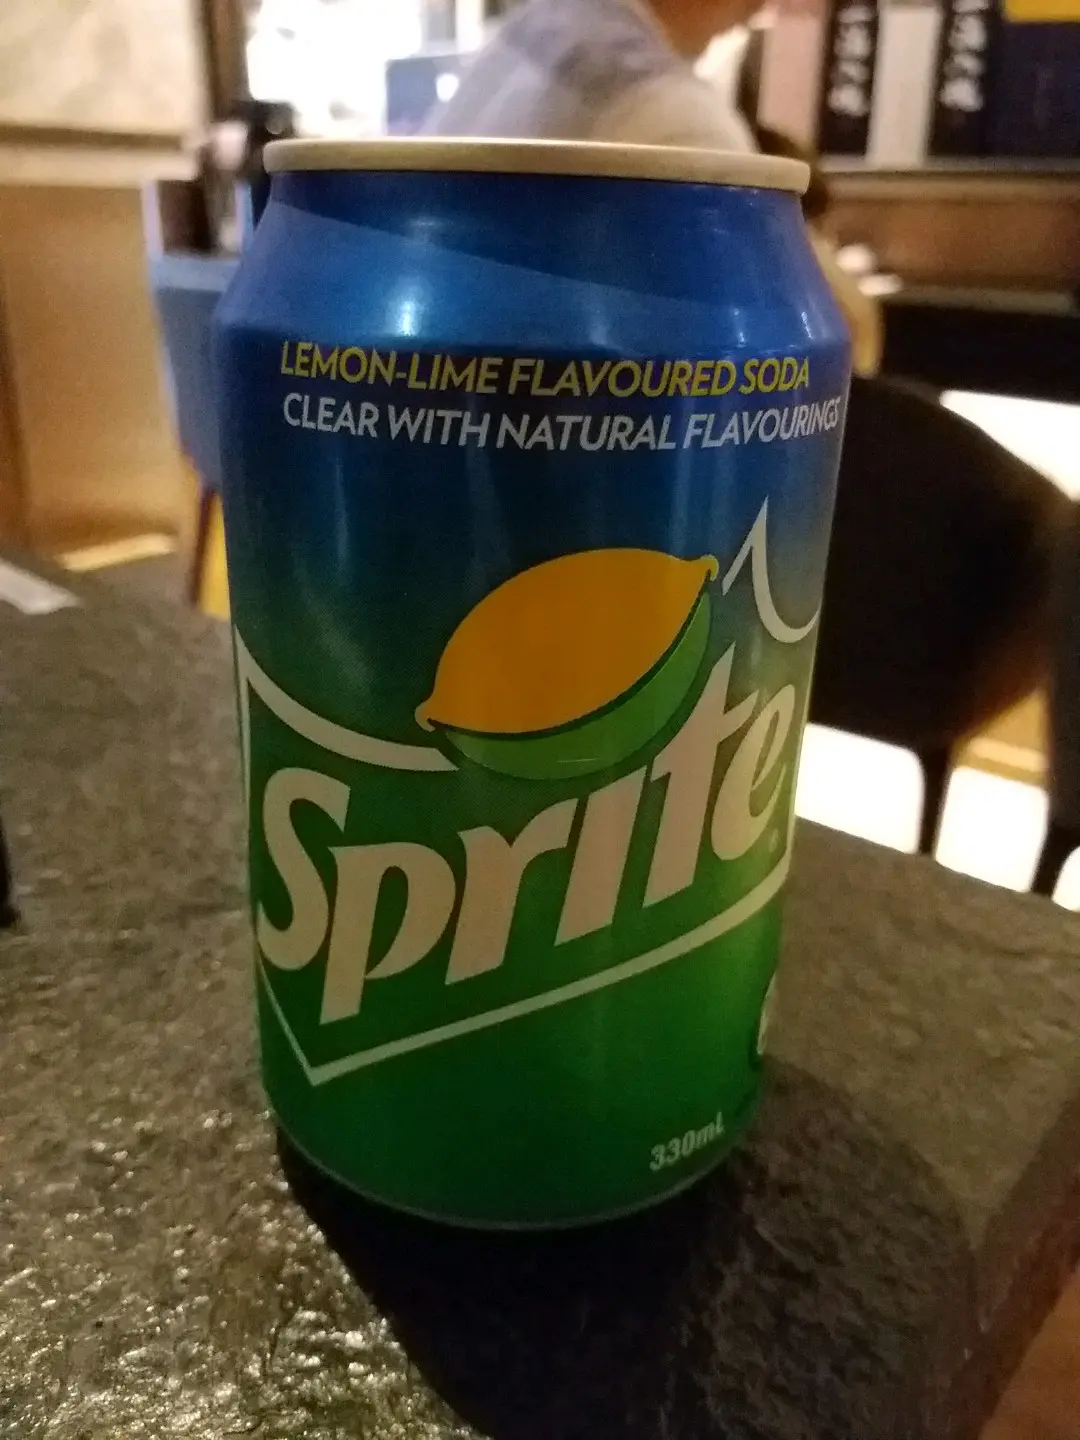 LEMON-LIME FLAVOURED SODA
CLEAR WITH NATURAL FLAVOURINGS
Sprite
330mL